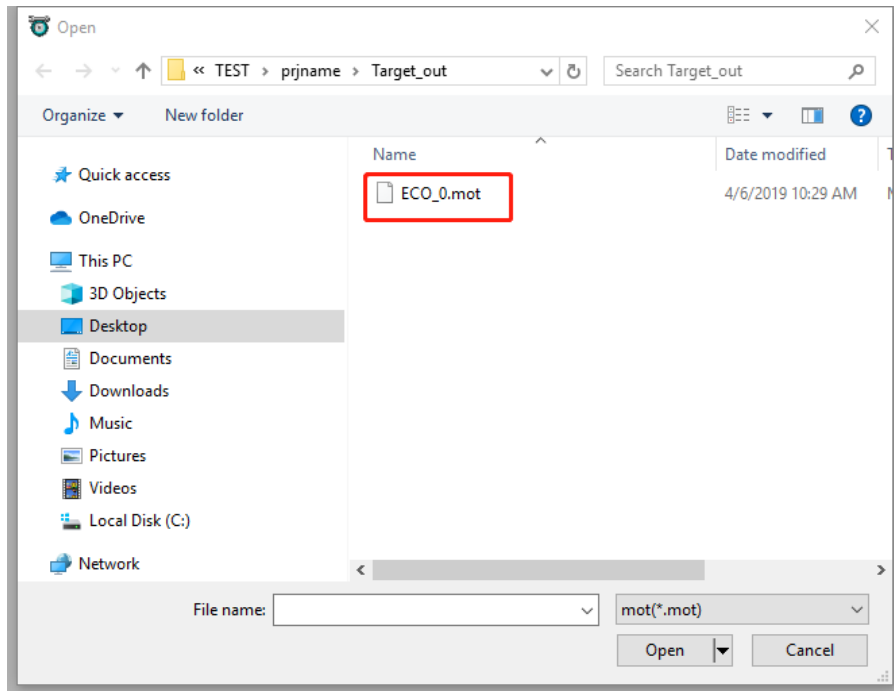 Open
« TEST > prjname > Target_out
Search Target_out
Organize
New folder
Name
Date modified
Quick access
ECO_0.mot
4/6/2019 10:29 AM
OneDrive
This PC
3D Objects
Desktop
Documents
Downloads
Music
Pictures
Videos
Local Disk (C:)
Network
File name:
mot(*.mot)
Open
Cancel